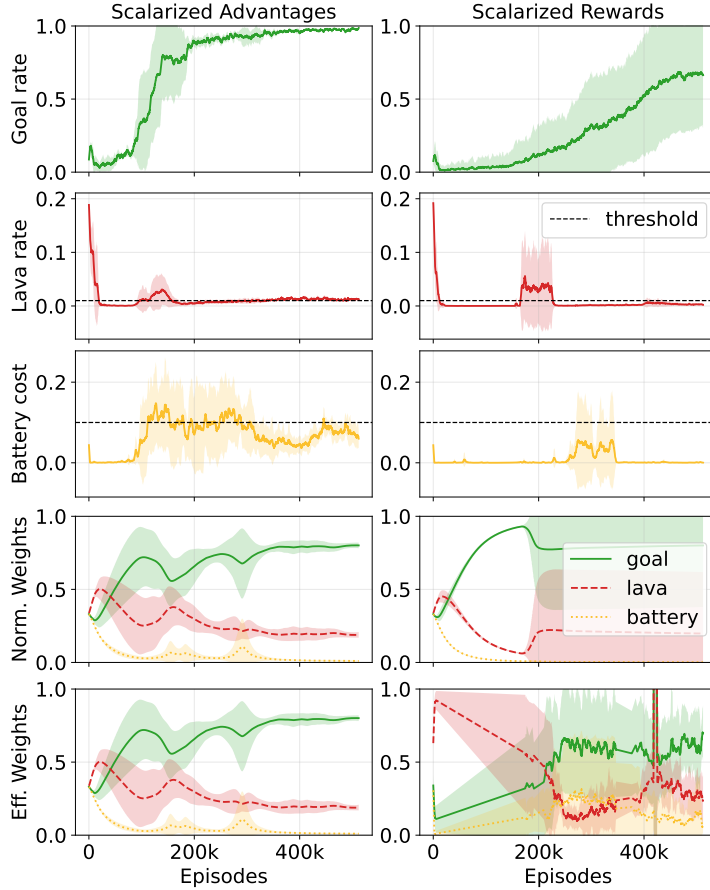 Scalarized Advantages
Scalarized Rewards
Goal rate
1.0
0.5
0.0
1.0
0.5
0.0
Lava rate
0.2
0.1
0.0
0.2
0.1
0.0
threshold
Battery cost
0.2
0.0
0.2
0.0
Norm. Weights
1.0
0.5
0.0
1.0
0.5
0.0
goal
lava
battery
Eff. Weights
1.0
0.5
0.0
1.0
0.5
0.0
0
200k
400k
0
200k
400k
Episodes
Episodes